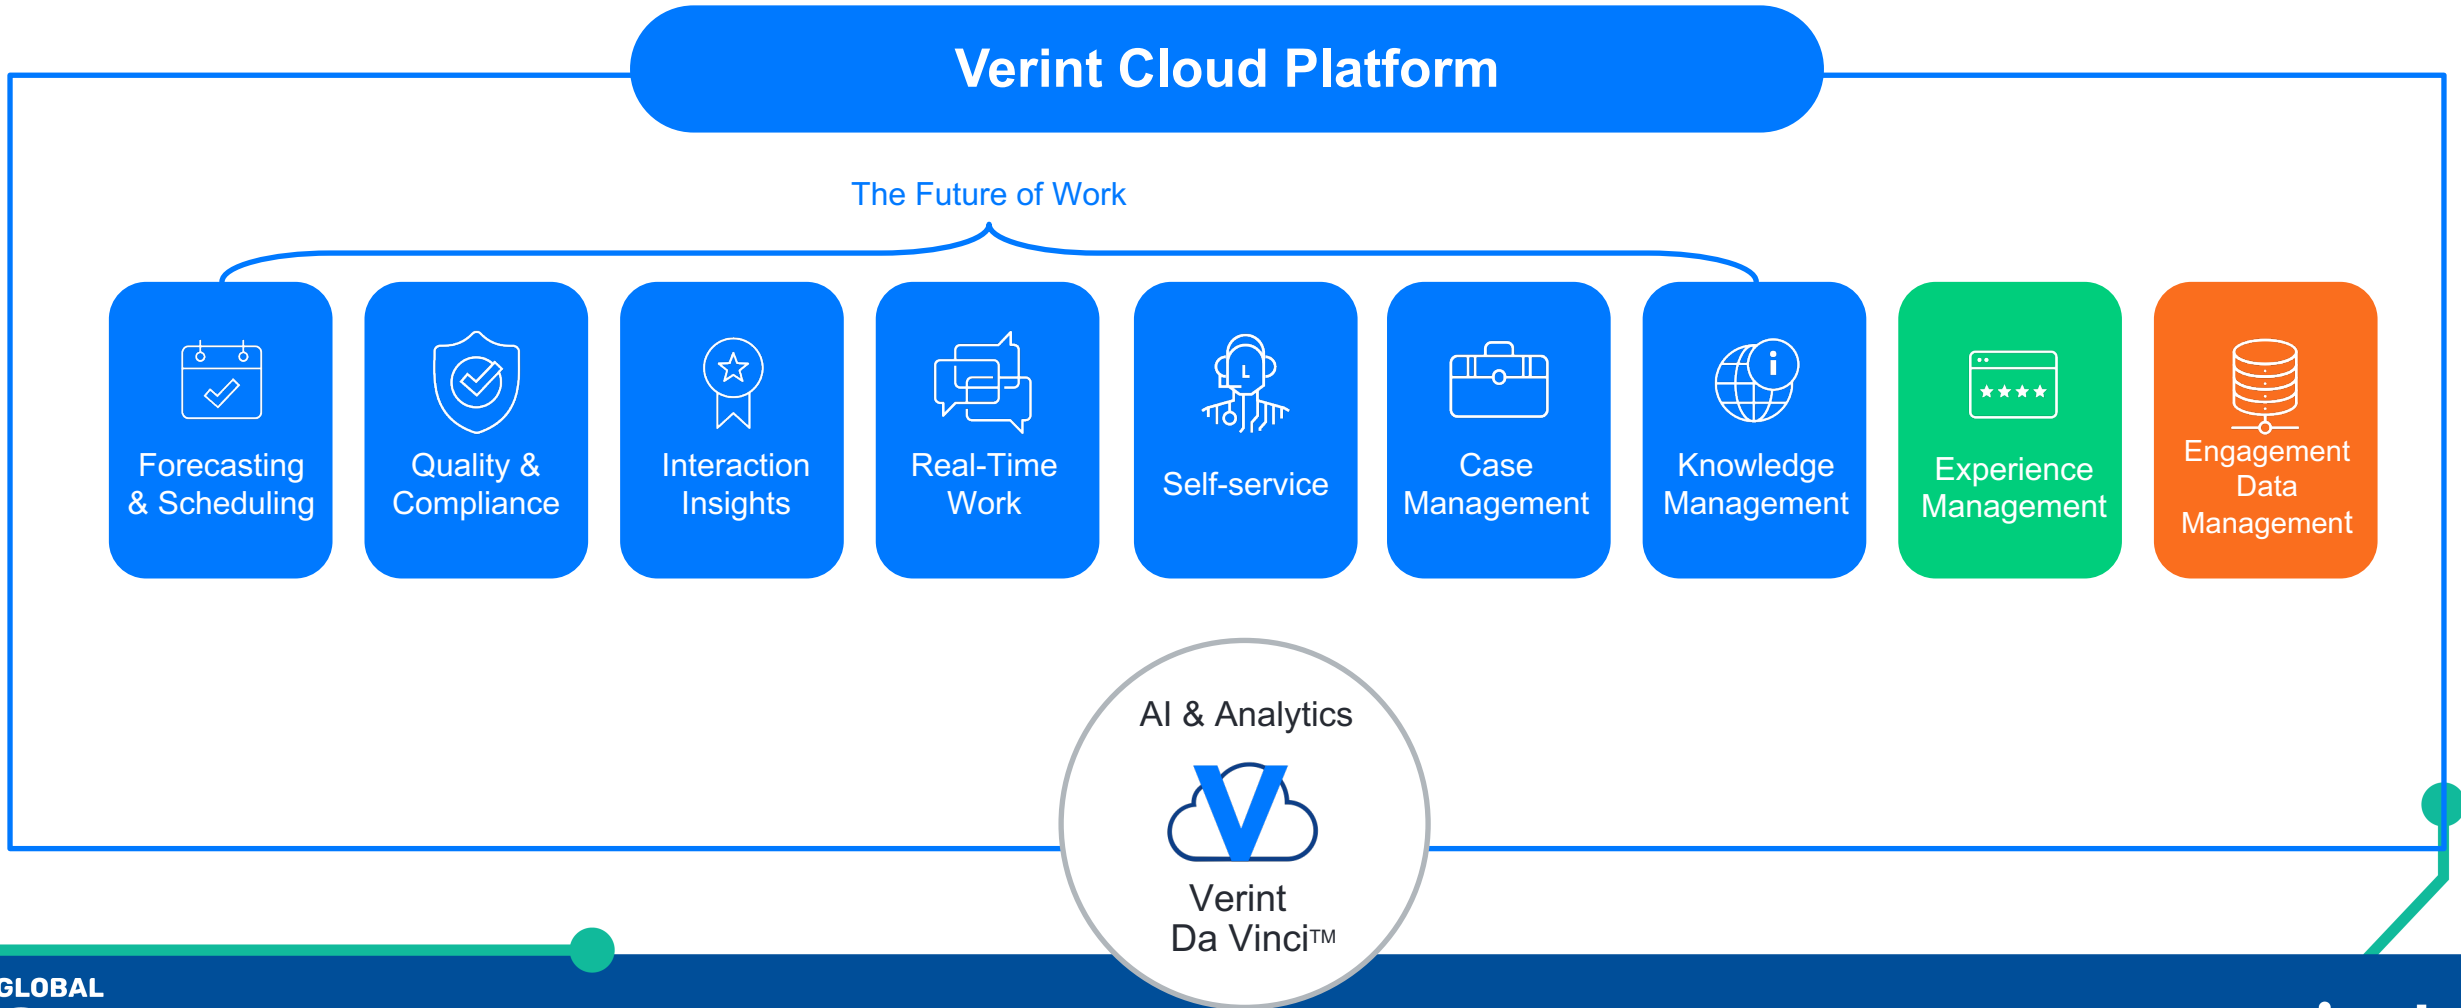 Verint Cloud Platform
The Future of Work
Forecasting
& Scheduling
Quality &
Compliance
Interaction
Insights
Real-Time
Work
Self-service
Case
Management
Knowledge
Management
Experience
Management
Engagement
Data
Management
AI & Analytics
Verint
Da Vinci™
GLOBAL